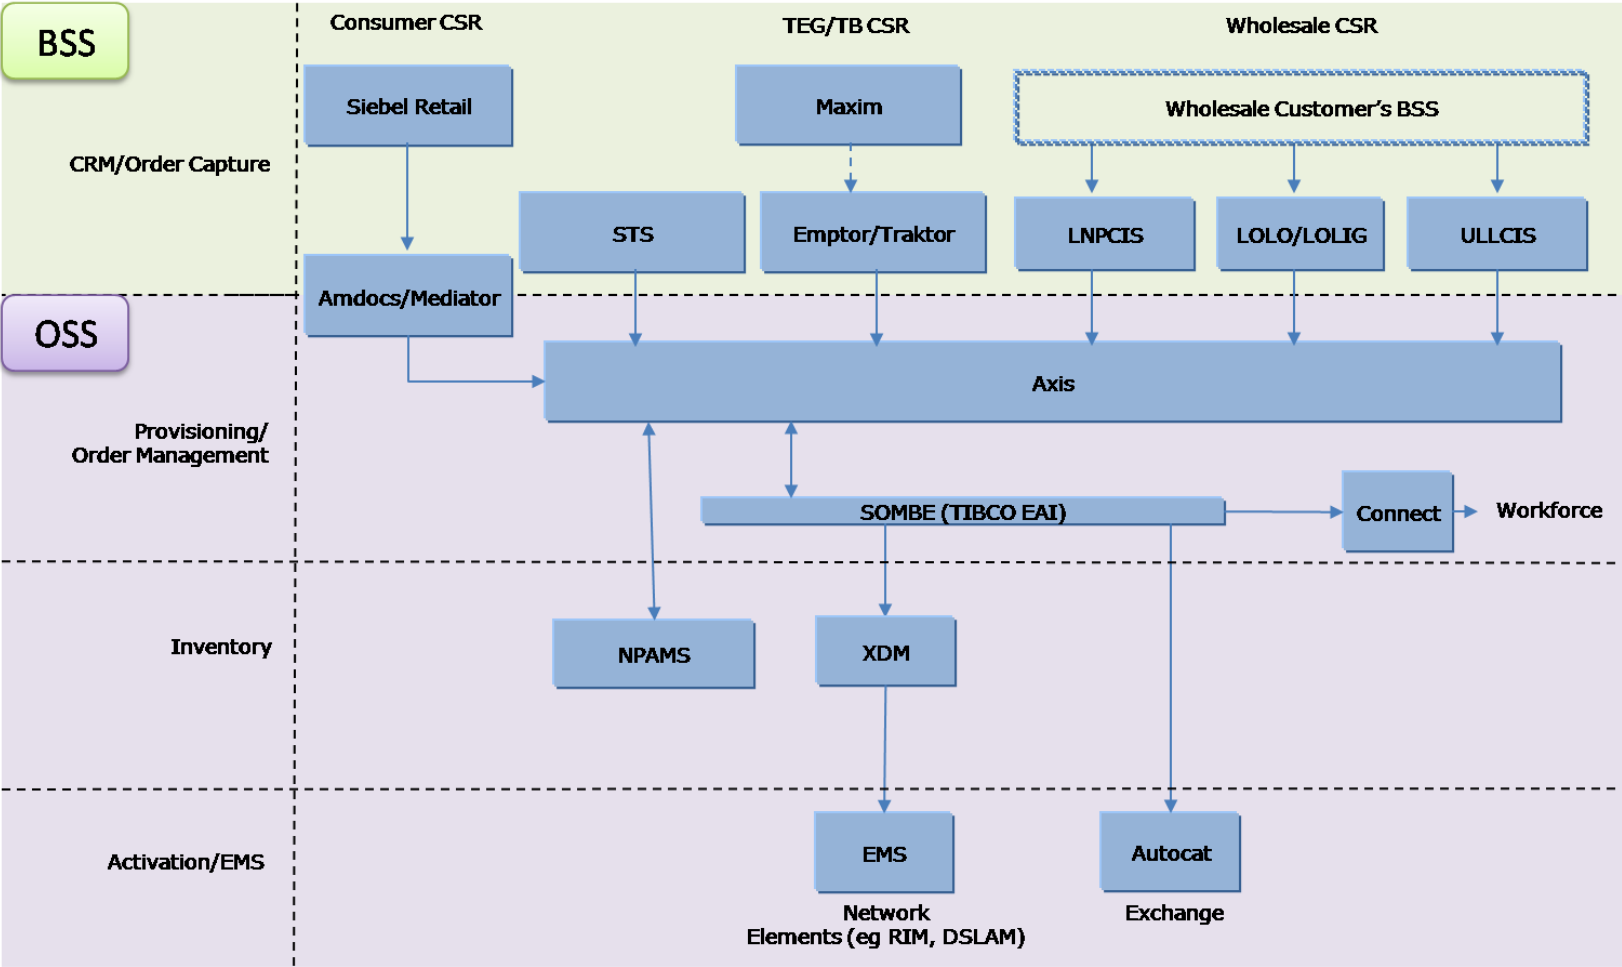 BSS
Consumer CSR
TEG/TB CSR
Wholesale CSR
Siebel Retail
Maxim
Wholesale Customer's BSS
CRM/Order Capture
STS
Emptor/Traktor
LNPCIS
LOLO/LOLIG
ULLCIS
Amdocs/Mediator
OSS
Axis
Provisioning/
Order Management
SOMBE (TIBCO EAI)
Connect
Workforce
Inventory
NPAMS
XDM
Activation/EMS
EMS
Autocat
Network
Elements (eg RIM, DSLAM)
Exchange